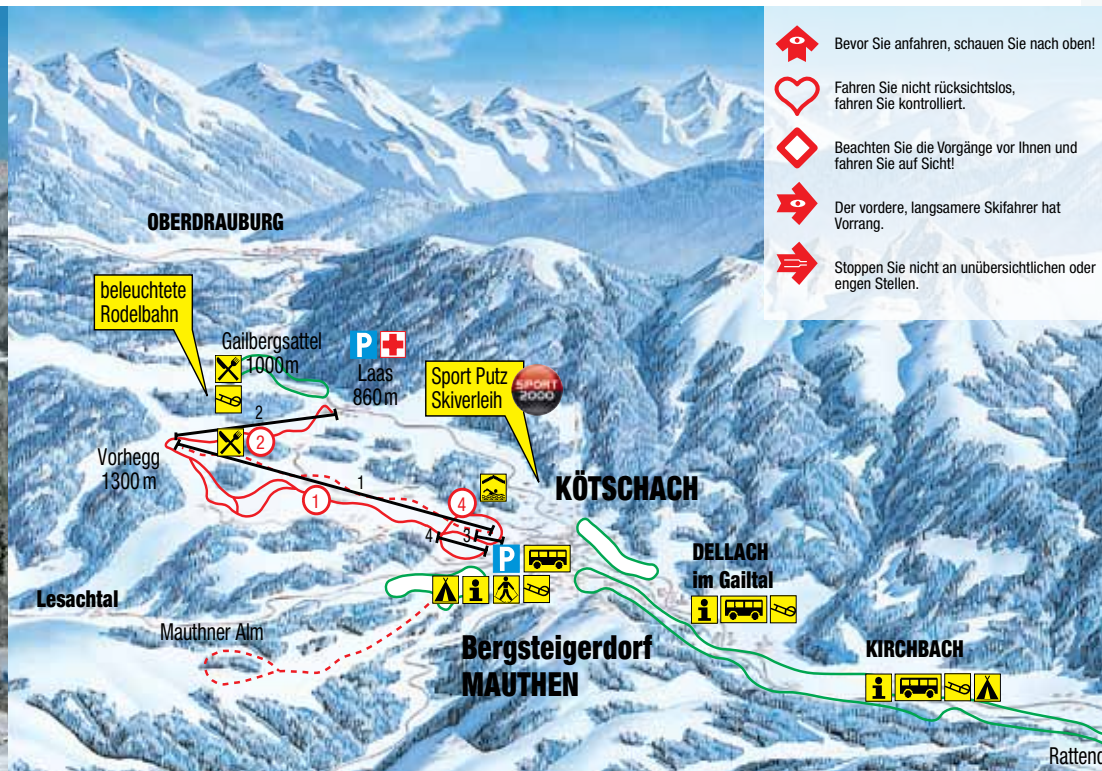 Bevor Sie anfahren, schauen Sie nach oben!
Fahren Sie nicht rücksichtslos,
fahren Sie kontrolliert.
Beachten Sie die Vorgänge vor Ihnen und
fahren Sie auf Sicht!
Der vordere, langsamere Skifahrer hat
Vorrang.
Stoppen Sie nicht an unübersichtlichen oder
engen Stellen.
OBERDRAUBURG
beleuchtete
Rodelbahn
Gailbergsattel
1000m
P
Laas
860m
Sport Putz
Skiverleih
SPORT
2000
2
2
Vorhegg
1300m
1
1
4
3
4
KÖTSCHACH
P
DELLACH
im Gailtal
i
Lesachtal
i
Mauthner Alm
Bergsteigerdorf
MAUTHEN
KIRCHBACH
i